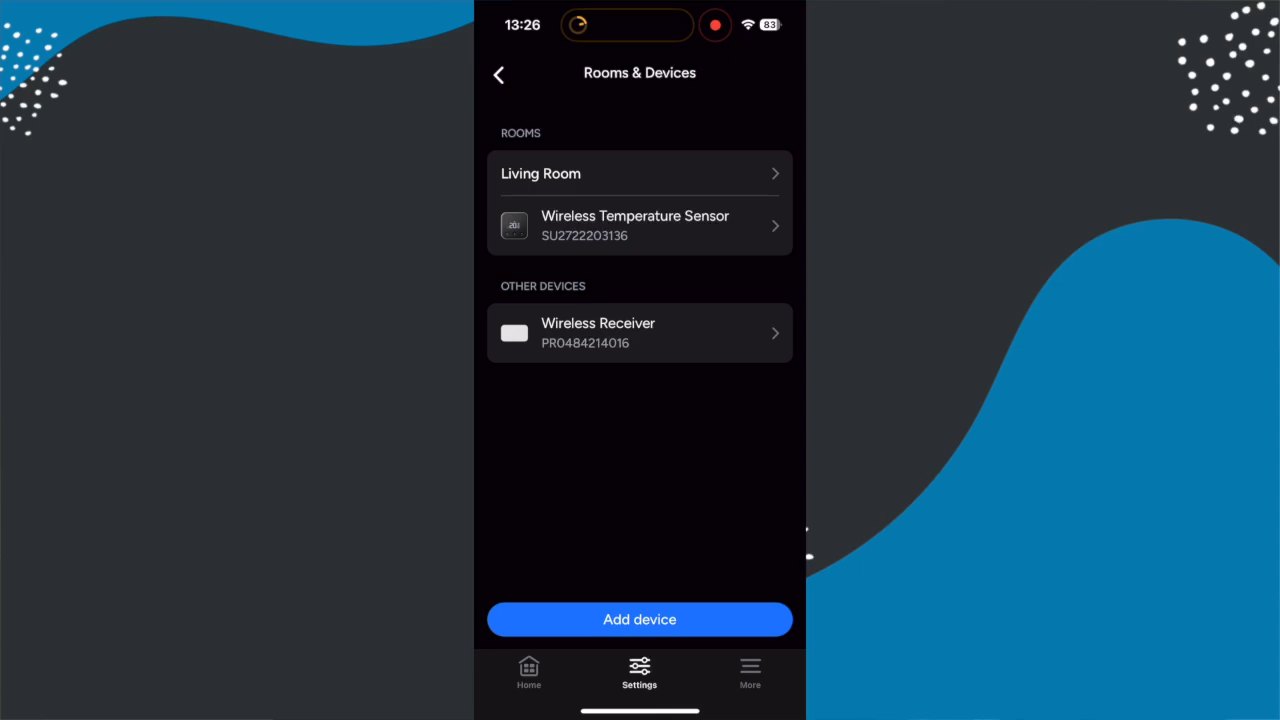 13:26
83
Rooms & Devices
ROOMS
Living Room
Wireless Temperature Sensor
SU2722203136
OTHER DEVICES
Wireless Receiver
PR0484214016
Add device
Home
Settings
More